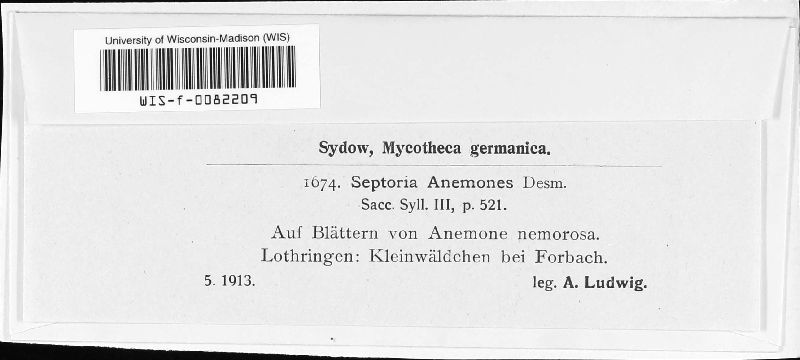 University of Wisconsin-Madison (WIS)
WIS-f-0082209
Sydow, Mycotheca germanica.
1674. Septoria Anemones Desm.
Sacc. Syll. III, p. 521.
Auf Blättern von Anemone nemorosa.
Lothringen: Kleinwäldchen bei Forbach.
5. 1913. leg. A. Ludwig.